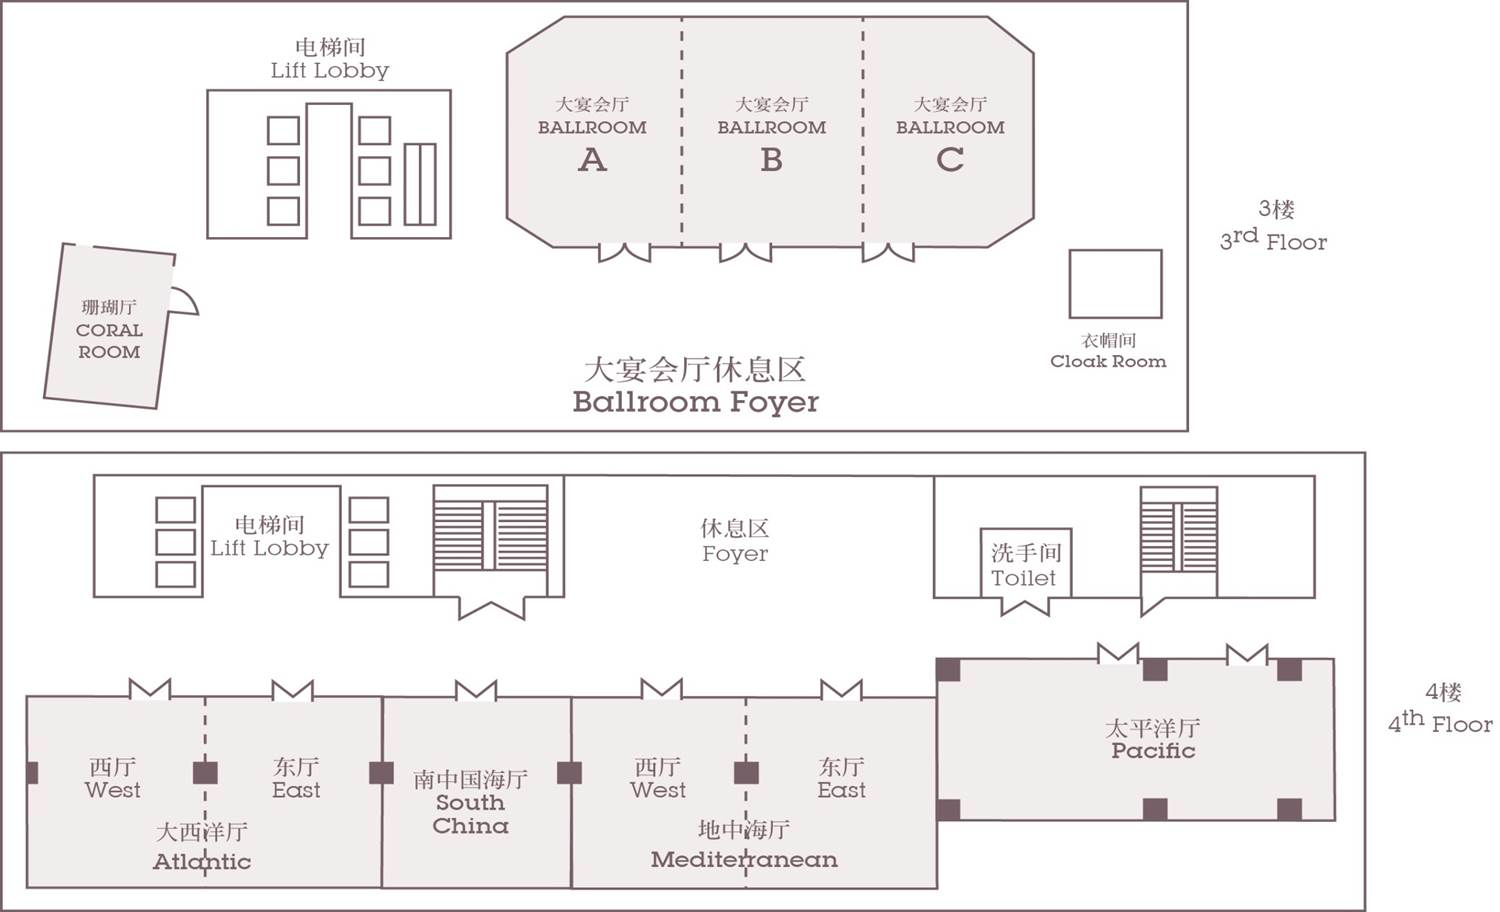 电梯间
Lift Lobby
大宴会厅
BALLROOM
A
大宴会厅
BALLROOM
B
大宴会厅
BALLROOM
C
3楼
3rd Floor
珊瑚厅
CORAL
ROOM
衣帽间
Cloak Room
大宴会厅休息区
Ballroom Foyer
电梯间
Lift Lobby
休息区
Foyer
洗手间
Toilet
4楼
4th Floor
西厅
West
东厅
East
大西洋厅
Atlantic
南中国海厅
South
China
西厅
West
东厅
East
地中海厅
Mediterranean
太平洋厅
Pacific